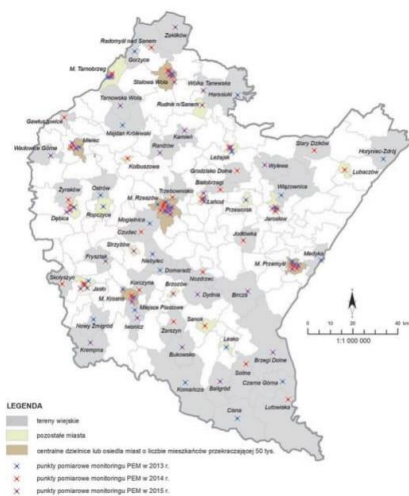 Zaklików
Radomyśl nad Sanem
Gorzyce
M. Tarnobrzeg
Stalowa Wola
Wólka Tanewska
Harasiuki
Tarnowska Wola
Rudnik n/Sanem
Majdan Królewski
Kamień
Mielec
Wadowice Górne
Raniżów
Leżajsk
Stary Dzików
Horyniec-Zdrój
Kolbuszowa
Grodzisko Dolne
Wylewa
Lubaczów
Żyraków
Ostrów
Trzebownisko
Białobrzegi
Wiązownica
M. Rzeszów
Łańcut
Przeworsk
Dębica
Ropczyce
Mogielnica
Jarosław
Czudec
Jodłówka
Strzyżów
Frysztak
Niebylec
M. Przemyśl
Medyka
Domaradz
Skołyszyn
Nozdrzec
Korczyna
Brzozów
Jasło
M. Krosno
Dydnia
Bircza
Miejsce Piastowe
Nowy Żmigród
Iwonicz
Zarszyn
Sanok
Krempna
Lesko
Bukowsko
Brzegi Dolne
Solina
Komańcza
Baligród
Czarna Górna
Lutowiska
Cisna
0 10 20 40 km
1:1 000 000
LEGENDA
tereny wiejskie
pozostałe miasta
centralne dzielnice lub osiedla miast o liczbie mieszkańców przekraczającej 50 tys.
punkty pomiarowe monitoringu PEM w 2013 r.
punkty pomiarowe monitoringu PEM w 2014 r.
punkty pomiarowe monitoringu PEM w 2015 r.